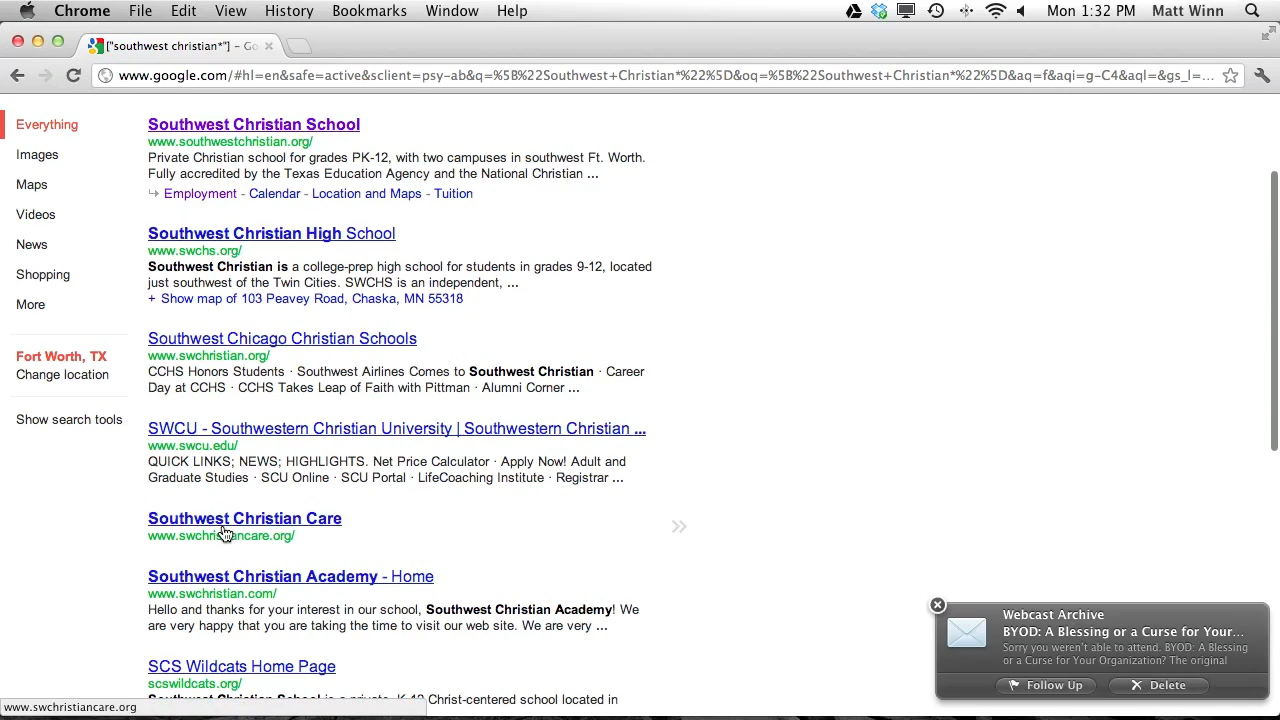 Chrome File Edit View History Bookmarks Window Help Mon 1:32 PM Matt Winn
["southwest christian*"] - Go
www.google.com/#hl=en&safe=active&sclient=psy-ab&q=%5B%22Southwest+Christian*%22%5D&oq=%5B%22Southwest+Christian*%22%5D&aq=f&aqi=g-C4&aql=&gs_l=...
Everything
Images
Maps
Videos
News
Shopping
More
Fort Worth, TX
Change location
Show search tools
Southwest Christian School
www.southwestchristian.org/
Private Christian school for grades PK-12, with two campuses in southwest Ft. Worth.
Fully accredited by the Texas Education Agency and the National Christian ...
Employment - Calendar - Location and Maps - Tuition
Southwest Christian High School
www.swchs.org/
Southwest Christian is a college-prep high school for students in grades 9-12, located
just southwest of the Twin Cities. SWCHS is an independent, ...
+ Show map of 103 Peavey Road, Chaska, MN 55318
Southwest Chicago Christian Schools
www.swchristian.org/
CCHS Honors Students · Southwest Airlines Comes to Southwest Christian · Career
Day at CCHS · CCHS Takes Leap of Faith with Pittman · Alumni Corner ...
SWCU - Southwestern Christian University | Southwestern Christian ...
www.swcu.edu/
QUICK LINKS; NEWS; HIGHLIGHTS. Net Price Calculator · Apply Now! Adult and
Graduate Studies · SCU Online · SCU Portal · LifeCoaching Institute · Registrar ...
Southwest Christian Care
www.swchristiancare.org/
»
Southwest Christian Academy - Home
www.swchristian.com/
Hello and thanks for your interest in our school, Southwest Christian Academy! We
are very happy that you are taking the time to visit our web site. We are very ...
SCS Wildcats Home Page
scswildcats.org/
Southwest Christian School is a private, K-12 Christ-centered school located in
www.swchristiancare.org
Webcast Archive
BYOD: A Blessing or a Curse for Your...
Sorry you weren't able to attend. BYOD: A Blessing
or a Curse for Your Organization? The original
Follow Up Delete